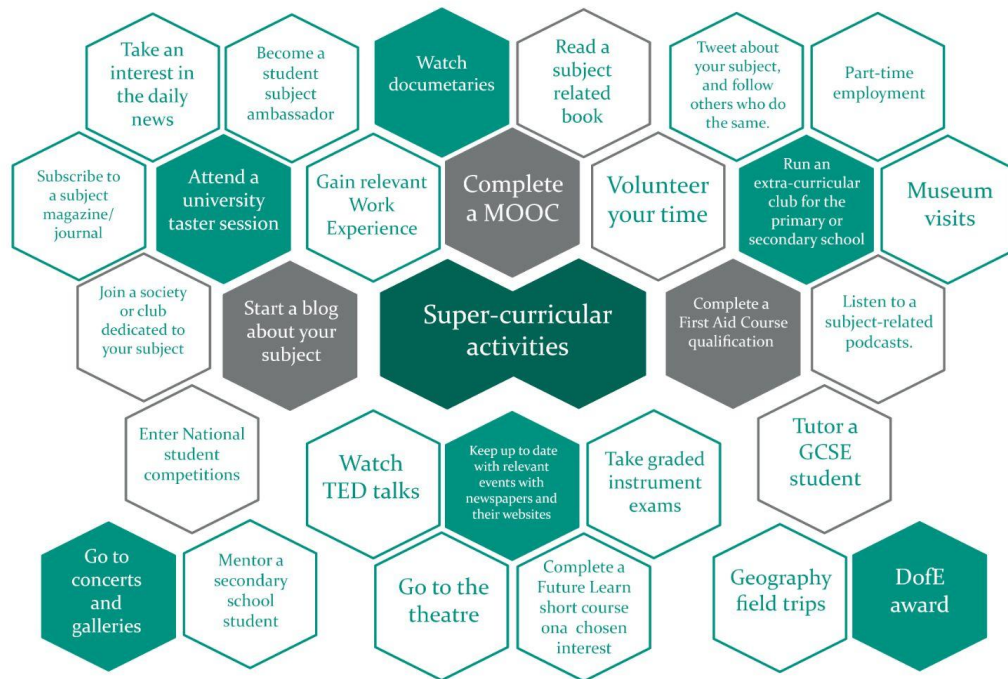 Take an
interest in
the daily
news
Become a
student
subject
ambassador
Watch
documetaries
Read a
subject
related
book
Tweet about
your subject,
and follow
others who do
the same.
Part-time
employment
Subscribe to
a subject
magazine/
journal
Attend a
university
taster session
Gain relevant
Work
Experience
Complete
a MOOC
Volunteer
your time
Run an
extra-curricular
club for the
primary or
secondary school
Museum
visits
Join a society
or club
dedicated to
your subject
Start a blog
about your
subject
Super-curricular
activities
Complete a
First Aid Course
qualification
Listen to a
subject-related
podcasts.
Enter National
student
competitions
Watch
TED talks
Keep up to date
with relevant
events with
newspapers and
their websites
Take graded
instrument
exams
Tutor a
GCSE
student
Go to
concerts
and
galleries
Mentor a
secondary
school
student
Go to the
theatre
Complete a
Future Learn
short course
ona chosen
interest
Geography
field trips
DofE
award